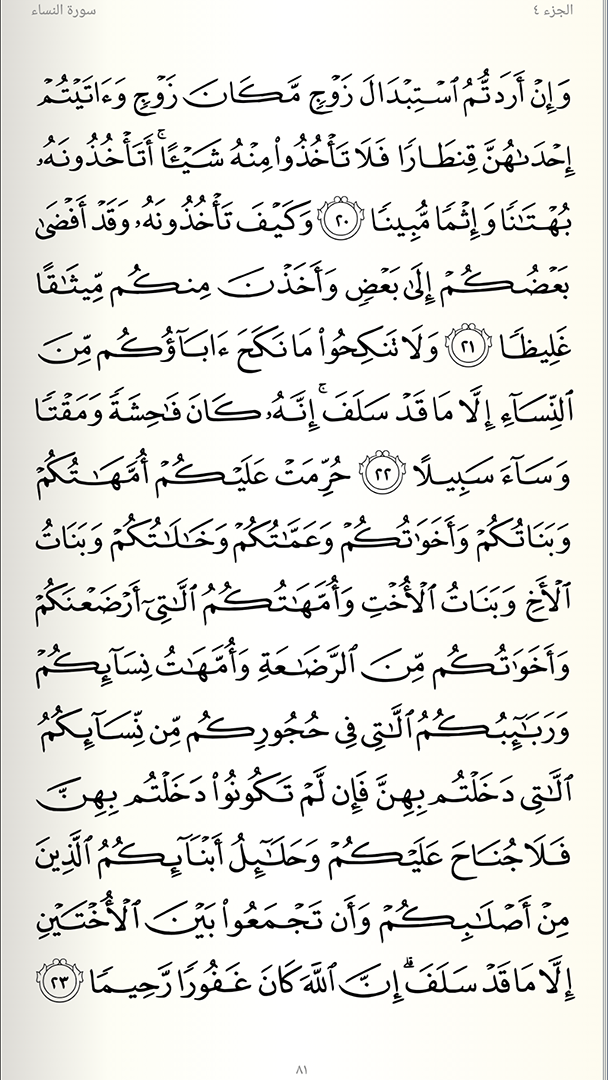 الجزء ٤
سورة النساء
وَإِنۡ أَرَدتُّمُ ٱسۡتِبۡدَالَ زَوۡجٖ مَّكَانَ زَوۡجٖ وَءَاتَيۡتُمۡ
إِحۡدَىٰهُنَّ قِنطَارٗا فَلَا تَأۡخُذُواْ مِنۡهُ شَيۡـًٔاۚ أَتَأۡخُذُونَهُۥ
بُهۡتَٰنٗا وَإِثۡمٗا مُّبِينٗا ٢٠ وَكَيۡفَ تَأۡخُذُونَهُۥ وَقَدۡ أَفۡضَىٰ
بَعۡضُكُمۡ إِلَىٰ بَعۡضٖ وَأَخَذۡنَ مِنكُم مِّيثَٰقًا
غَلِيظٗا ٢١ وَلَا تَنكِحُواْ مَا نَكَحَ ءَابَآؤُكُم مِّنَ
ٱلنِّسَآءِ إِلَّا مَا قَدۡ سَلَفَۚ إِنَّهُۥ كَانَ فَٰحِشَةٗ وَمَقۡتٗا
وَسَآءَ سَبِيلًا ٢٢ حُرِّمَتۡ عَلَيۡكُمۡ أُمَّهَٰتُكُمۡ
وَبَنَاتُكُمۡ وَأَخَوَٰتُكُمۡ وَعَمَّٰتُكُمۡ وَخَٰلَٰتُكُمۡ وَبَنَاتُ
ٱلۡأَخِ وَبَنَاتُ ٱلۡأُخۡتِ وَأُمَّهَٰتُكُمُ ٱلَّٰتِيٓ أَرۡضَعۡنَكُمۡ
وَأَخَوَٰتُكُم مِّنَ ٱلرَّضَٰعَةِ وَأُمَّهَٰتُ نِسَآئِكُمۡ
وَرَبَٰٓئِبُكُمُ ٱلَّٰتِي فِي حُجُورِكُم مِّن نِّسَآئِكُمُ
ٱلَّٰتِي دَخَلۡتُم بِهِنَّ فَإِن لَّمۡ تَكُونُواْ دَخَلۡتُم بِهِنَّ
فَلَا جُنَاحَ عَلَيۡكُمۡ وَحَلَٰٓئِلُ أَبۡنَآئِكُمُ ٱلَّذِينَ
مِنۡ أَصۡلَٰبِكُمۡ وَأَن تَجۡمَعُواْ بَيۡنَ ٱلۡأُخۡتَيۡنِ
إِلَّا مَا قَدۡ سَلَفَۗ إِنَّ ٱللَّهَ كَانَ غَفُورٗا رَّحِيمٗا ٢٣
٨١